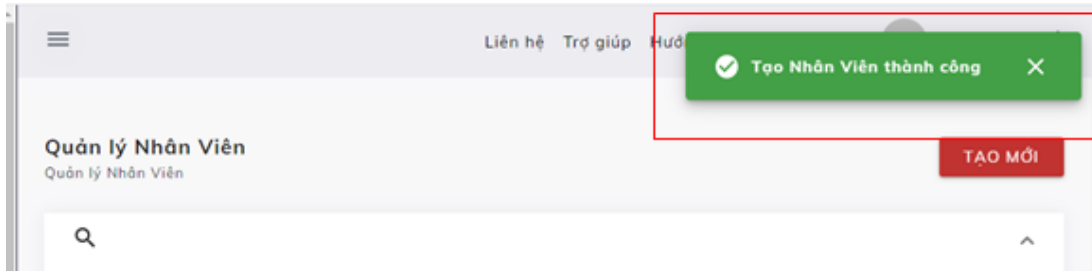 Liên hệ Trợ giúp Hướ
Tạo Nhân Viên thành công
Quản lý Nhân Viên
Quản lý Nhân Viên
TẠO MỚI